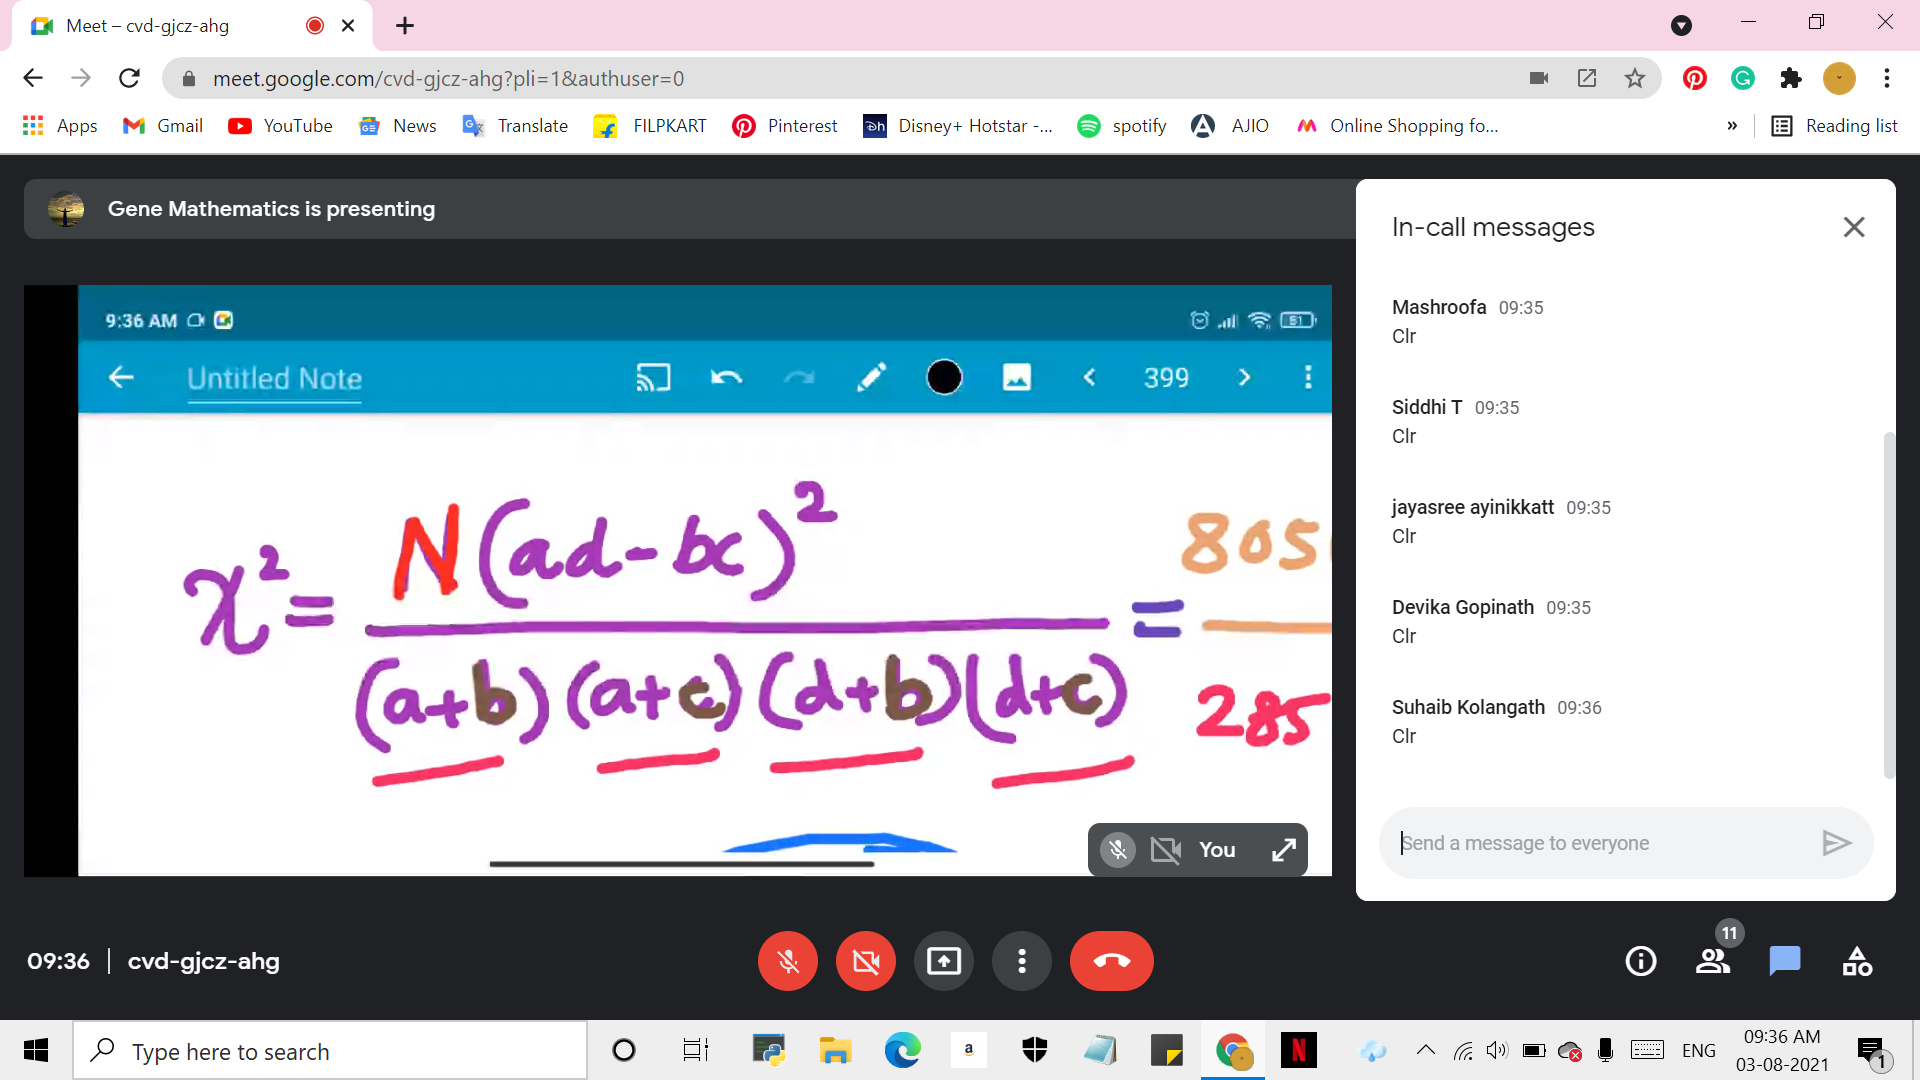 Meet – cvd-gjcz-ahg
meet.google.com/cvd-gjcz-ahg?pli=1&authuser=0
Apps Gmail YouTube News Translate FILPKART Pinterest Disney+ Hotstar -... spotify AJIO Online Shopping fo... » Reading list
Gene Mathematics is presenting
9:36 AM 51
Untitled Note 399
χ² = N(ad-bc)² / (a+b)(a+c)(d+b)(d+c) = 805 / 285
You
In-call messages
Mashroofa 09:35
Clr
Siddhi T 09:35
Clr
jayasree ayinikkatt 09:35
Clr
Devika Gopinath 09:35
Clr
Suhaib Kolangath 09:36
Clr
Send a message to everyone
09:36 | cvd-gjcz-ahg
11
Type here to search
a
N
ENG
09:36 AM
03-08-2021
1